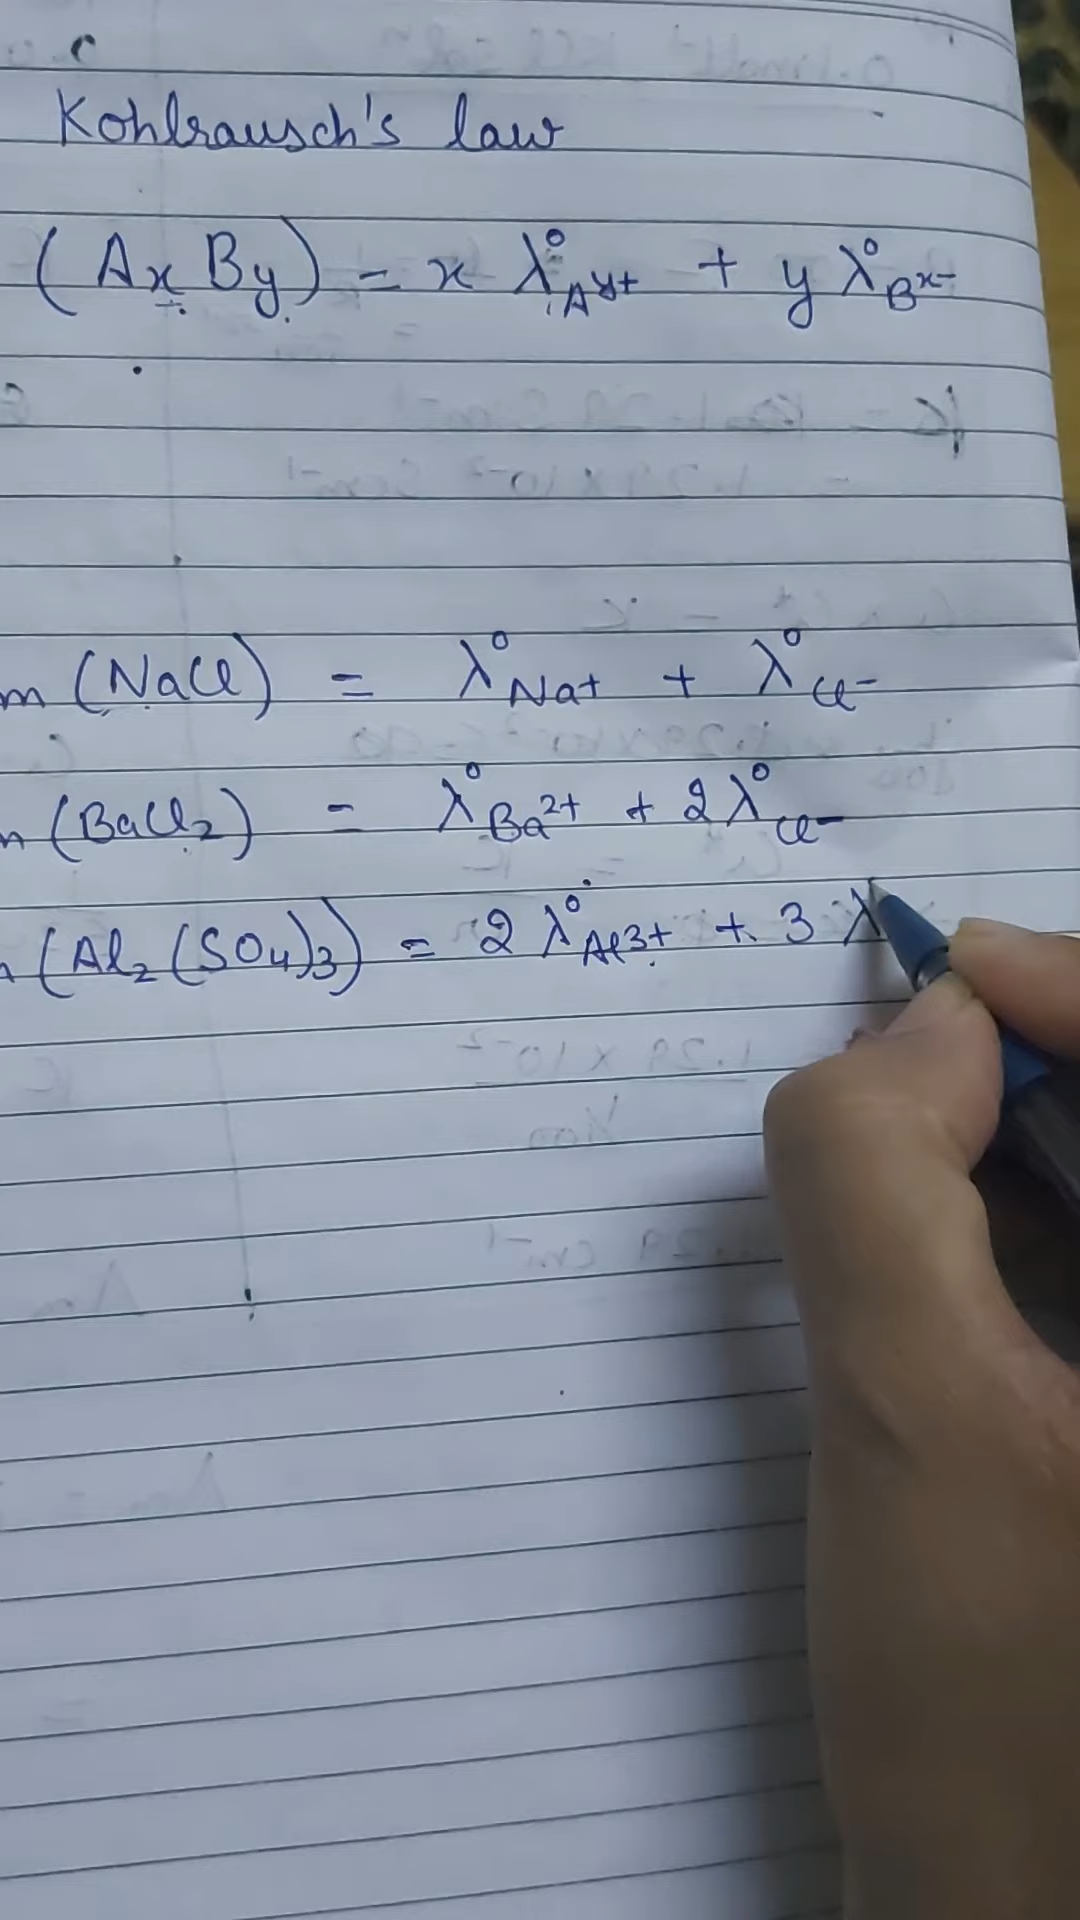 Kohlrausch's law
(AxBy) = x λ°Aʸ⁺ + y λ°Bˣ⁻
m (NaCl) = λ°Na⁺ + λ°Cl⁻
(BaCl₂) = λ°Ba²⁺ + 2λ°Cl⁻
(Al₂(SO₄)₃) = 2 λ°Al³⁺ + 3 λ